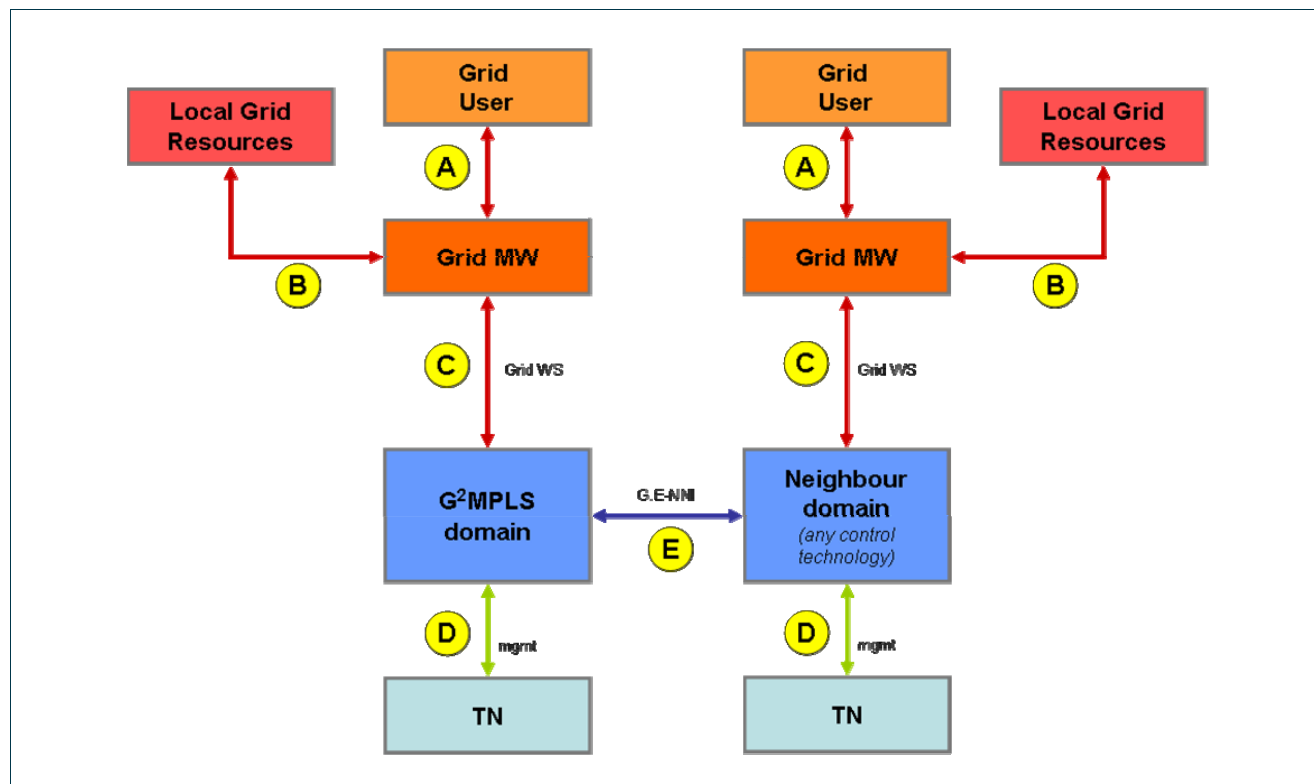 Grid
User
Grid
User
Local Grid
Resources
Local Grid
Resources
A
A
Grid MW
Grid MW
B
B
C
Grid WS
C
Grid WS
G²MPLS
domain
G.E-NNI
E
Neighbour
domain
(any control
technology)
D
mgmt
D
mgmt
TN
TN